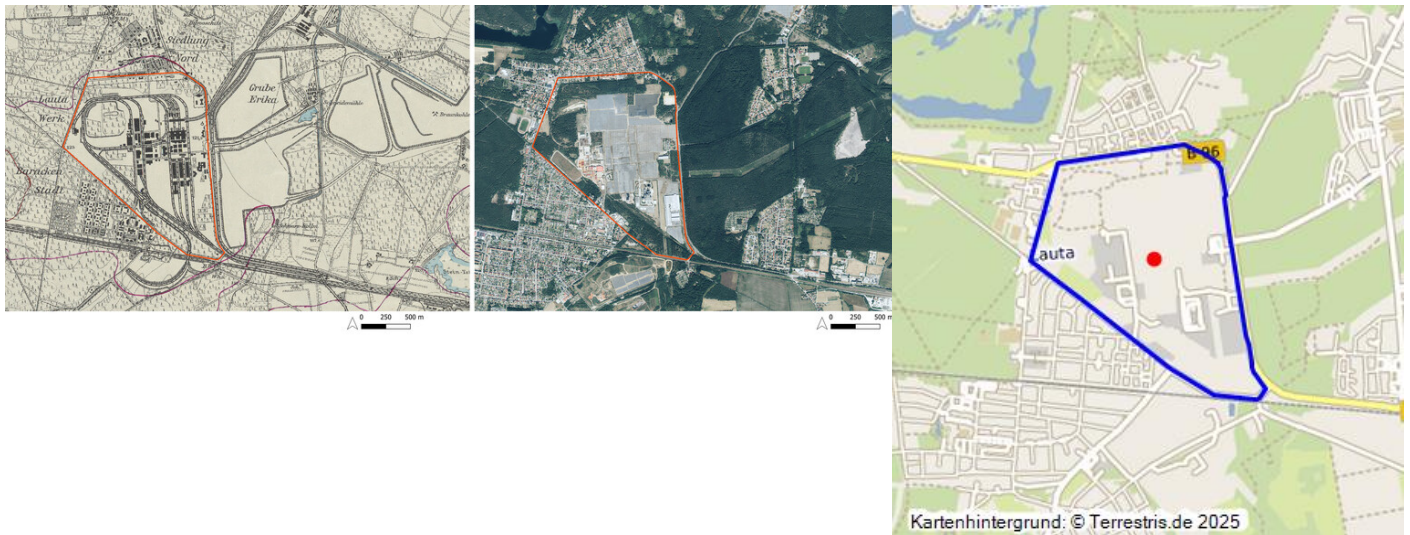 Siedlung
Nord
Grube
Erika
Lauta
Werk
Baracken
Stadt
0 250 500 m
0 250 500 m
B 96
auta
Kartenhintergrund: © Terrestris.de 2025